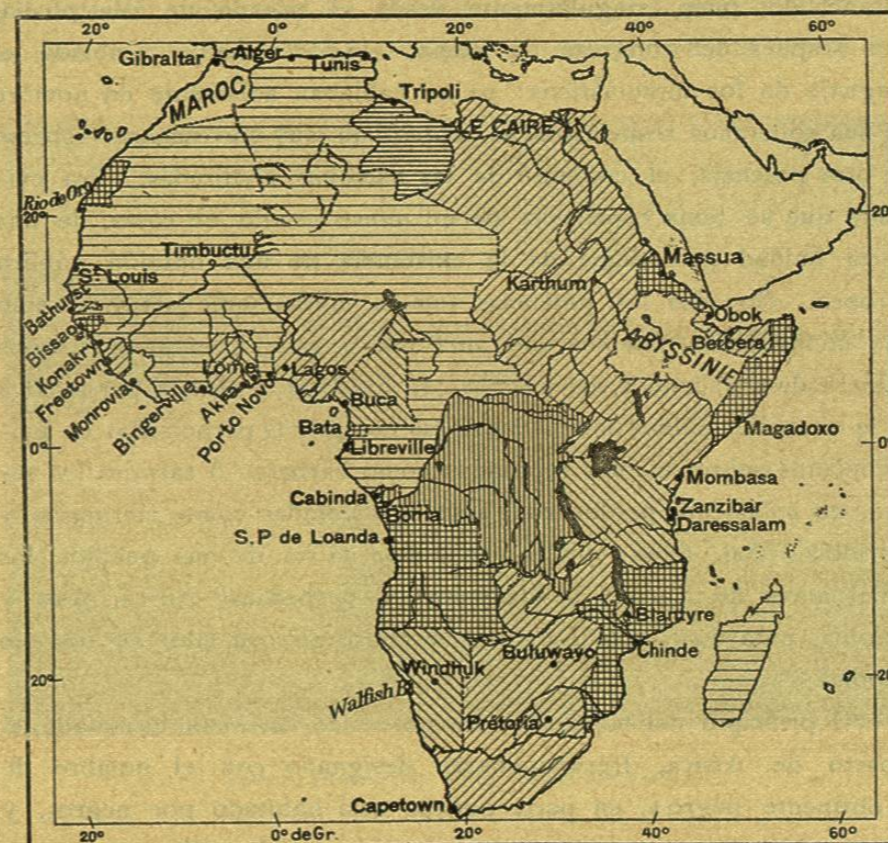 20°
0°
20°
40°
60°
Gibraltar
Alger
Tunis
MAROC
Tripoli
LE CAIRE
Rio de Oro
20°
20°
Timbuctu
Massua
St. Louis
Karthum
Bathurst
Obok
Bissao
Berbera
ABYSSINIE
Konakry
Freetown
Lome
Lagos
Monrovia
Bingerville
Akra
Porto Novo
Buca
Bata
Magadoxo
0°
0°
Libreville
Mombasa
Cabinda
Zanzibar
Boma
Daressalam
S.P. de Loanda
Blantyre
Chinde
Windhuk
Buluwayo
20°
20°
Walfish B.
Prétoria
Capetown
20°
0° de Gr.
20°
40°
60°